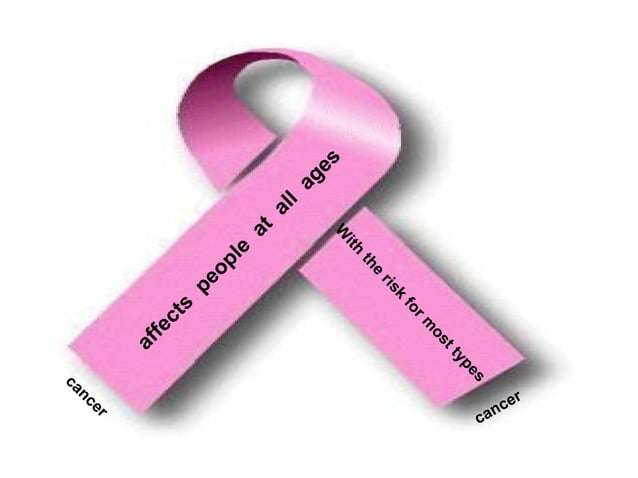 cancer
affects people at all ages
With the risk for most types
cancer